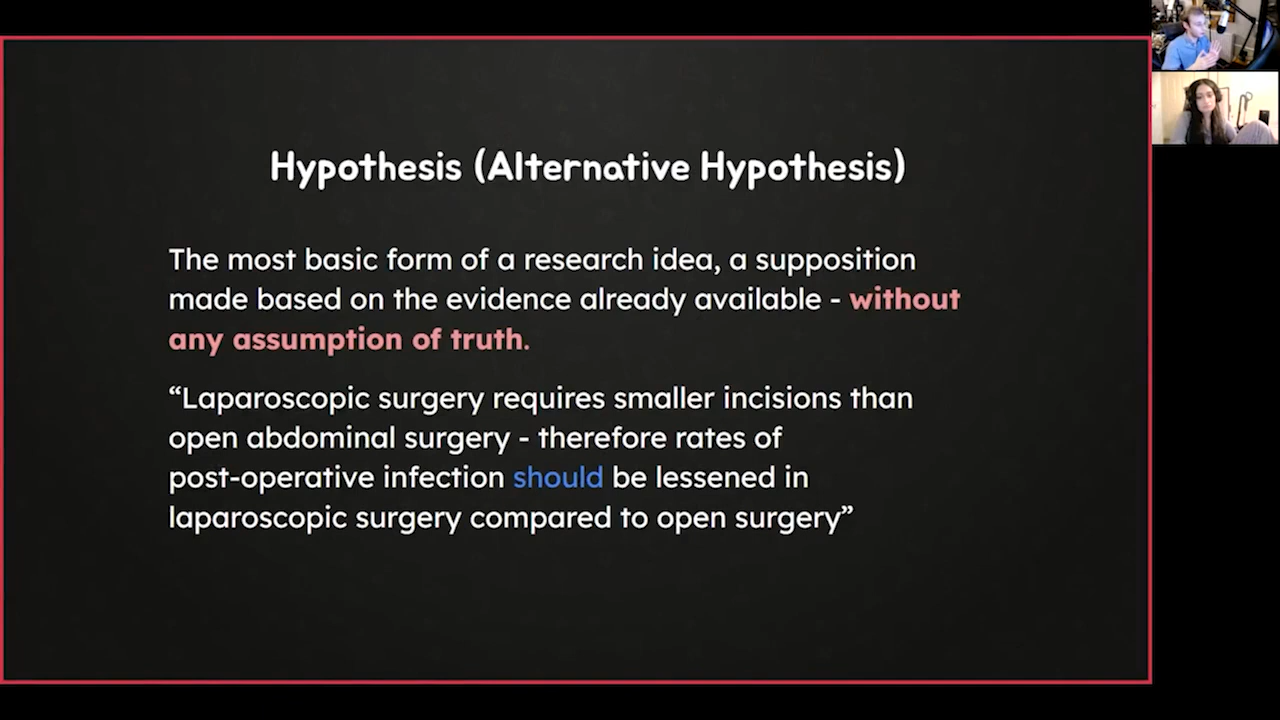 Hypothesis (Alternative Hypothesis)
The most basic form of a research idea, a supposition
made based on the evidence already available - without
any assumption of truth.
“Laparoscopic surgery requires smaller incisions than
open abdominal surgery - therefore rates of
post-operative infection should be lessened in
laparoscopic surgery compared to open surgery”